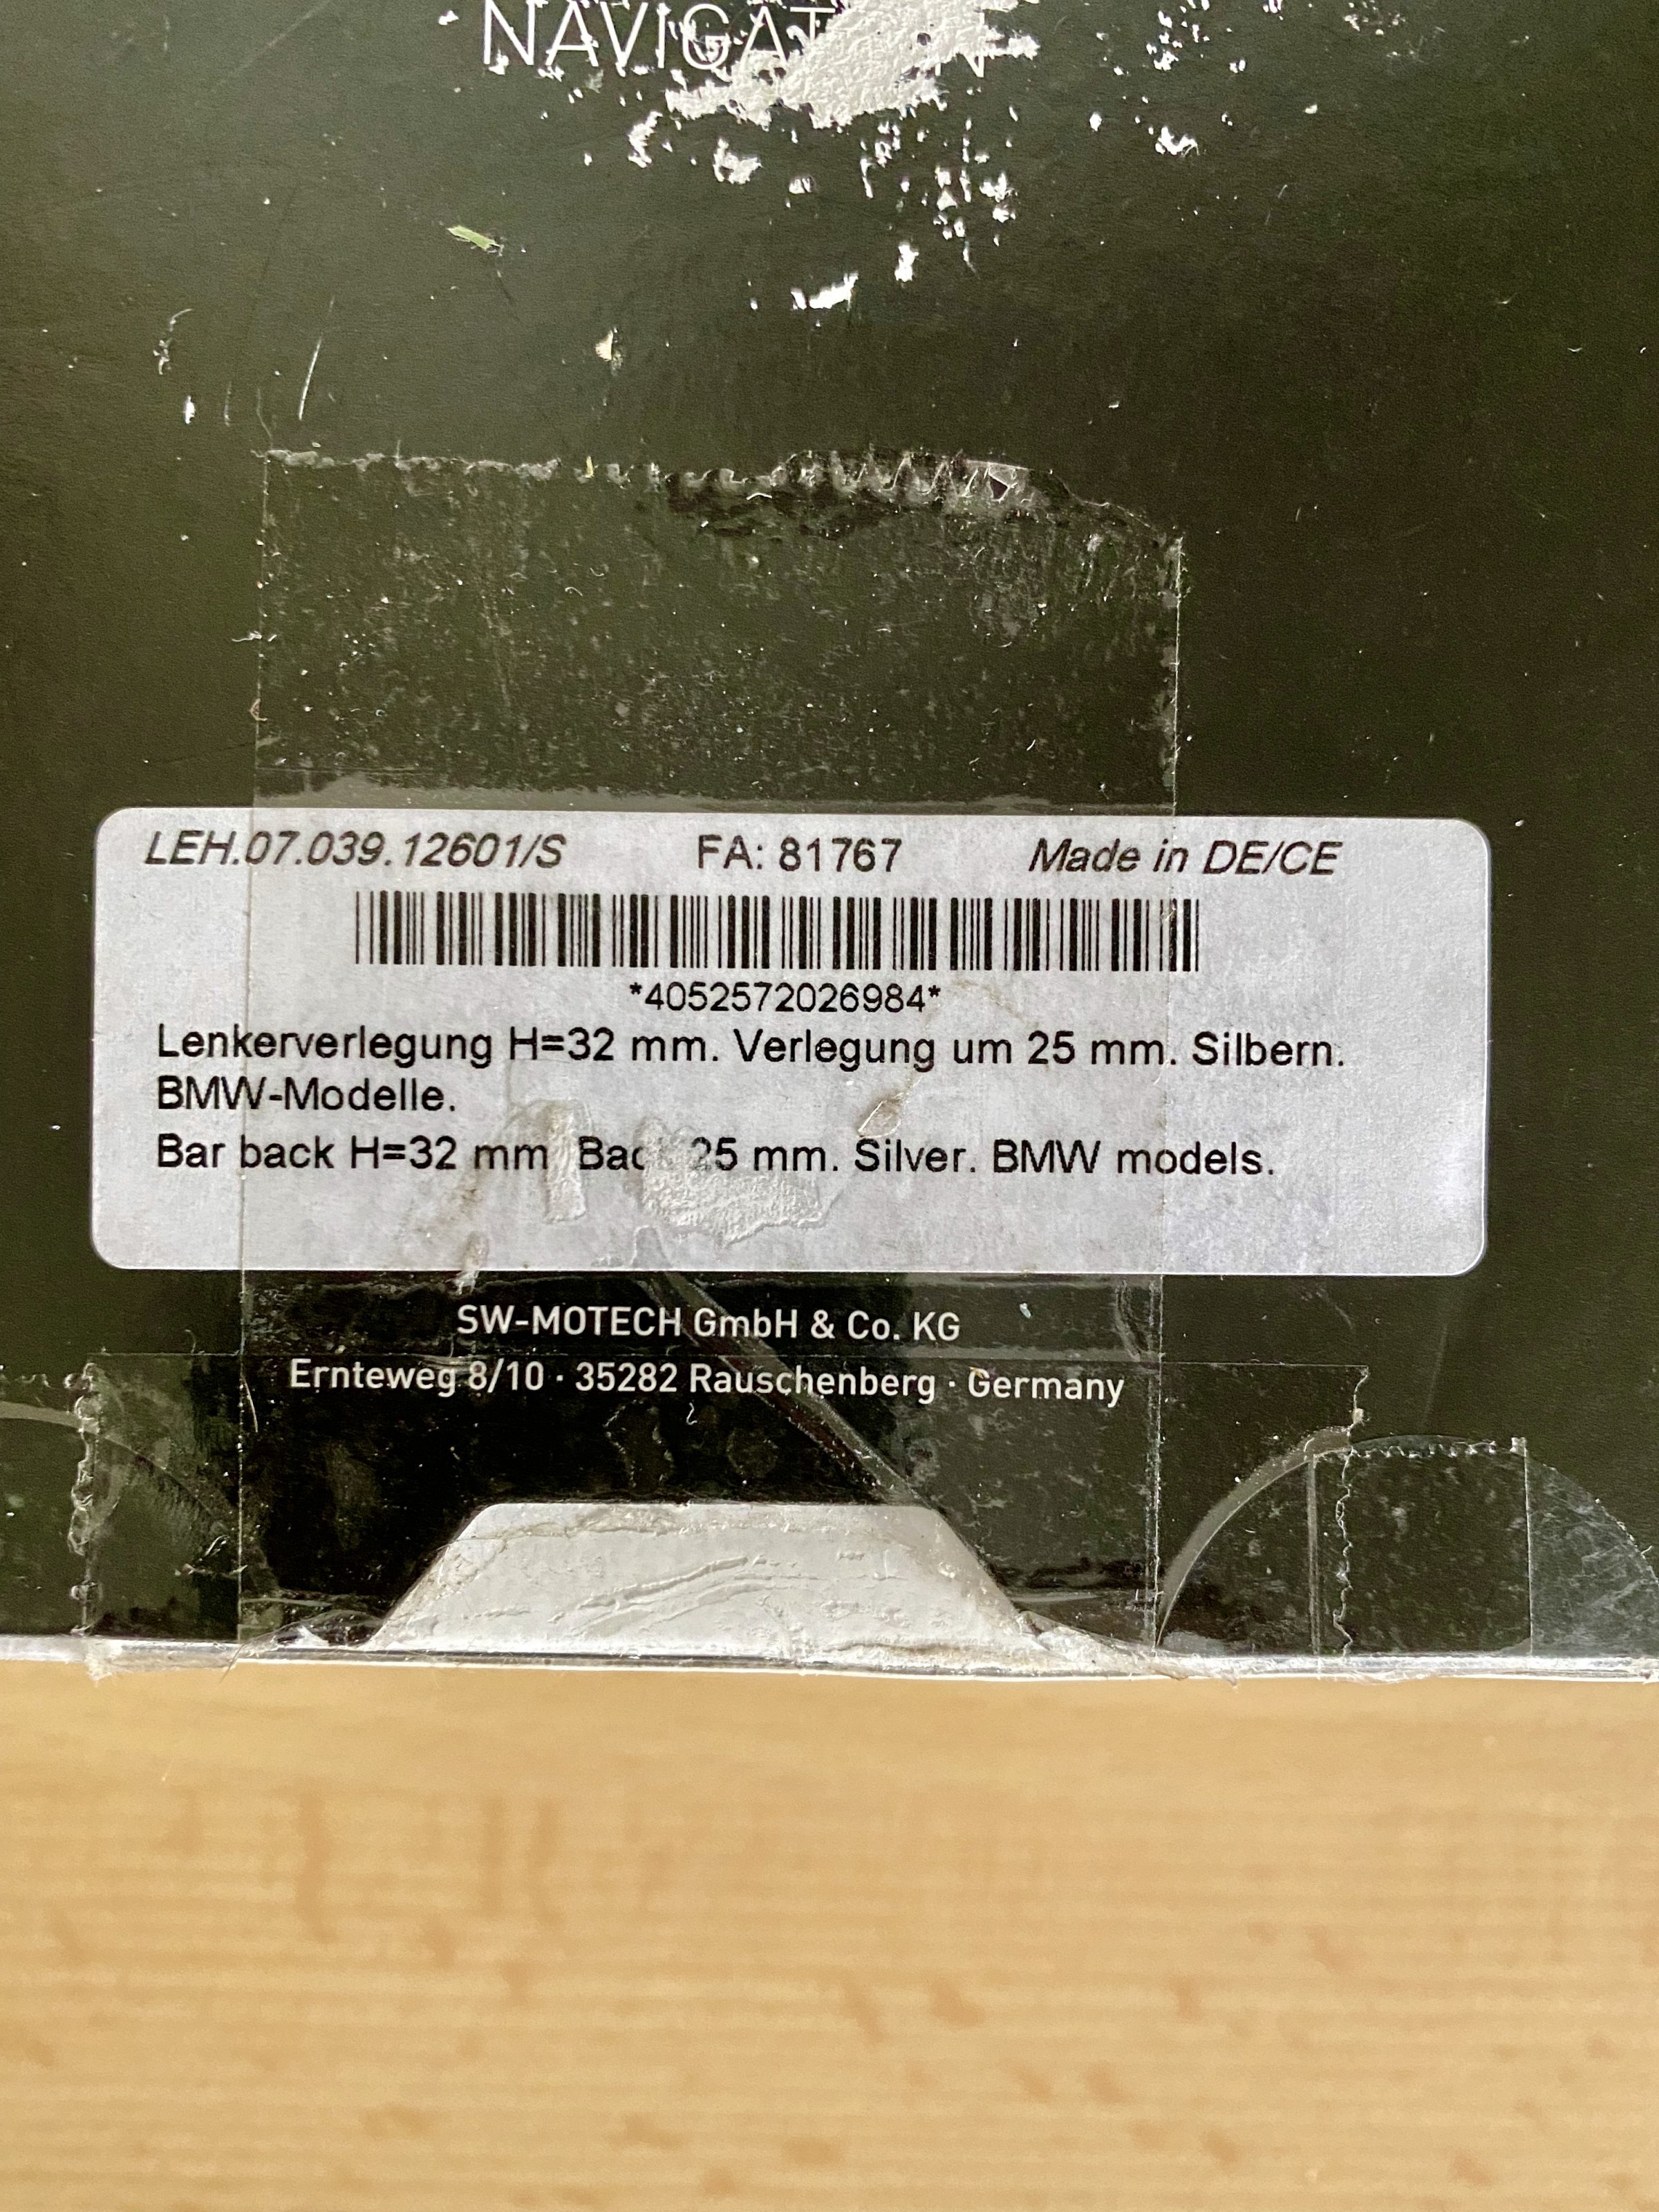 LEH.07.039.12601/S FA: 81767 Made in DE/CE
*4052572026984*
Lenkerverlegung H=32 mm. Verlegung um 25 mm. Silbern.
BMW-Modelle.
Bar back H=32 mm 25 mm. Silver. BMW models.
SW-MOTECH GmbH & Co. KG
Ernteweg 8/10 · 35282 Rauschenberg · Germany